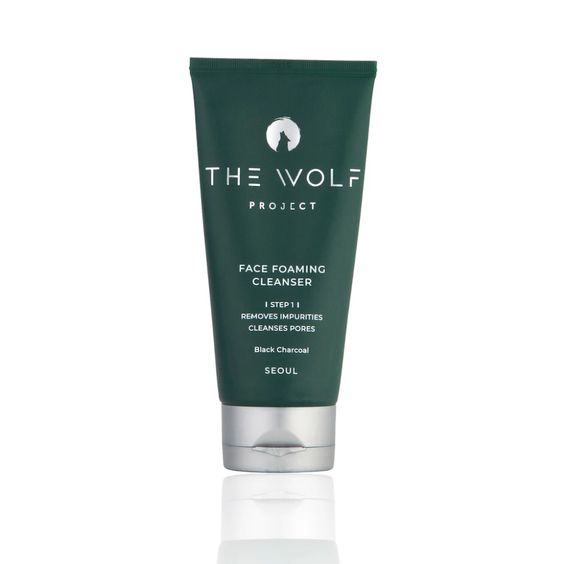 THE WOLF
PROJECT
FACE FOAMING
CLEANSER
I STEP 1 I
REMOVES IMPURITIES
CLEANSES PORES
Black Charcoal
SEOUL